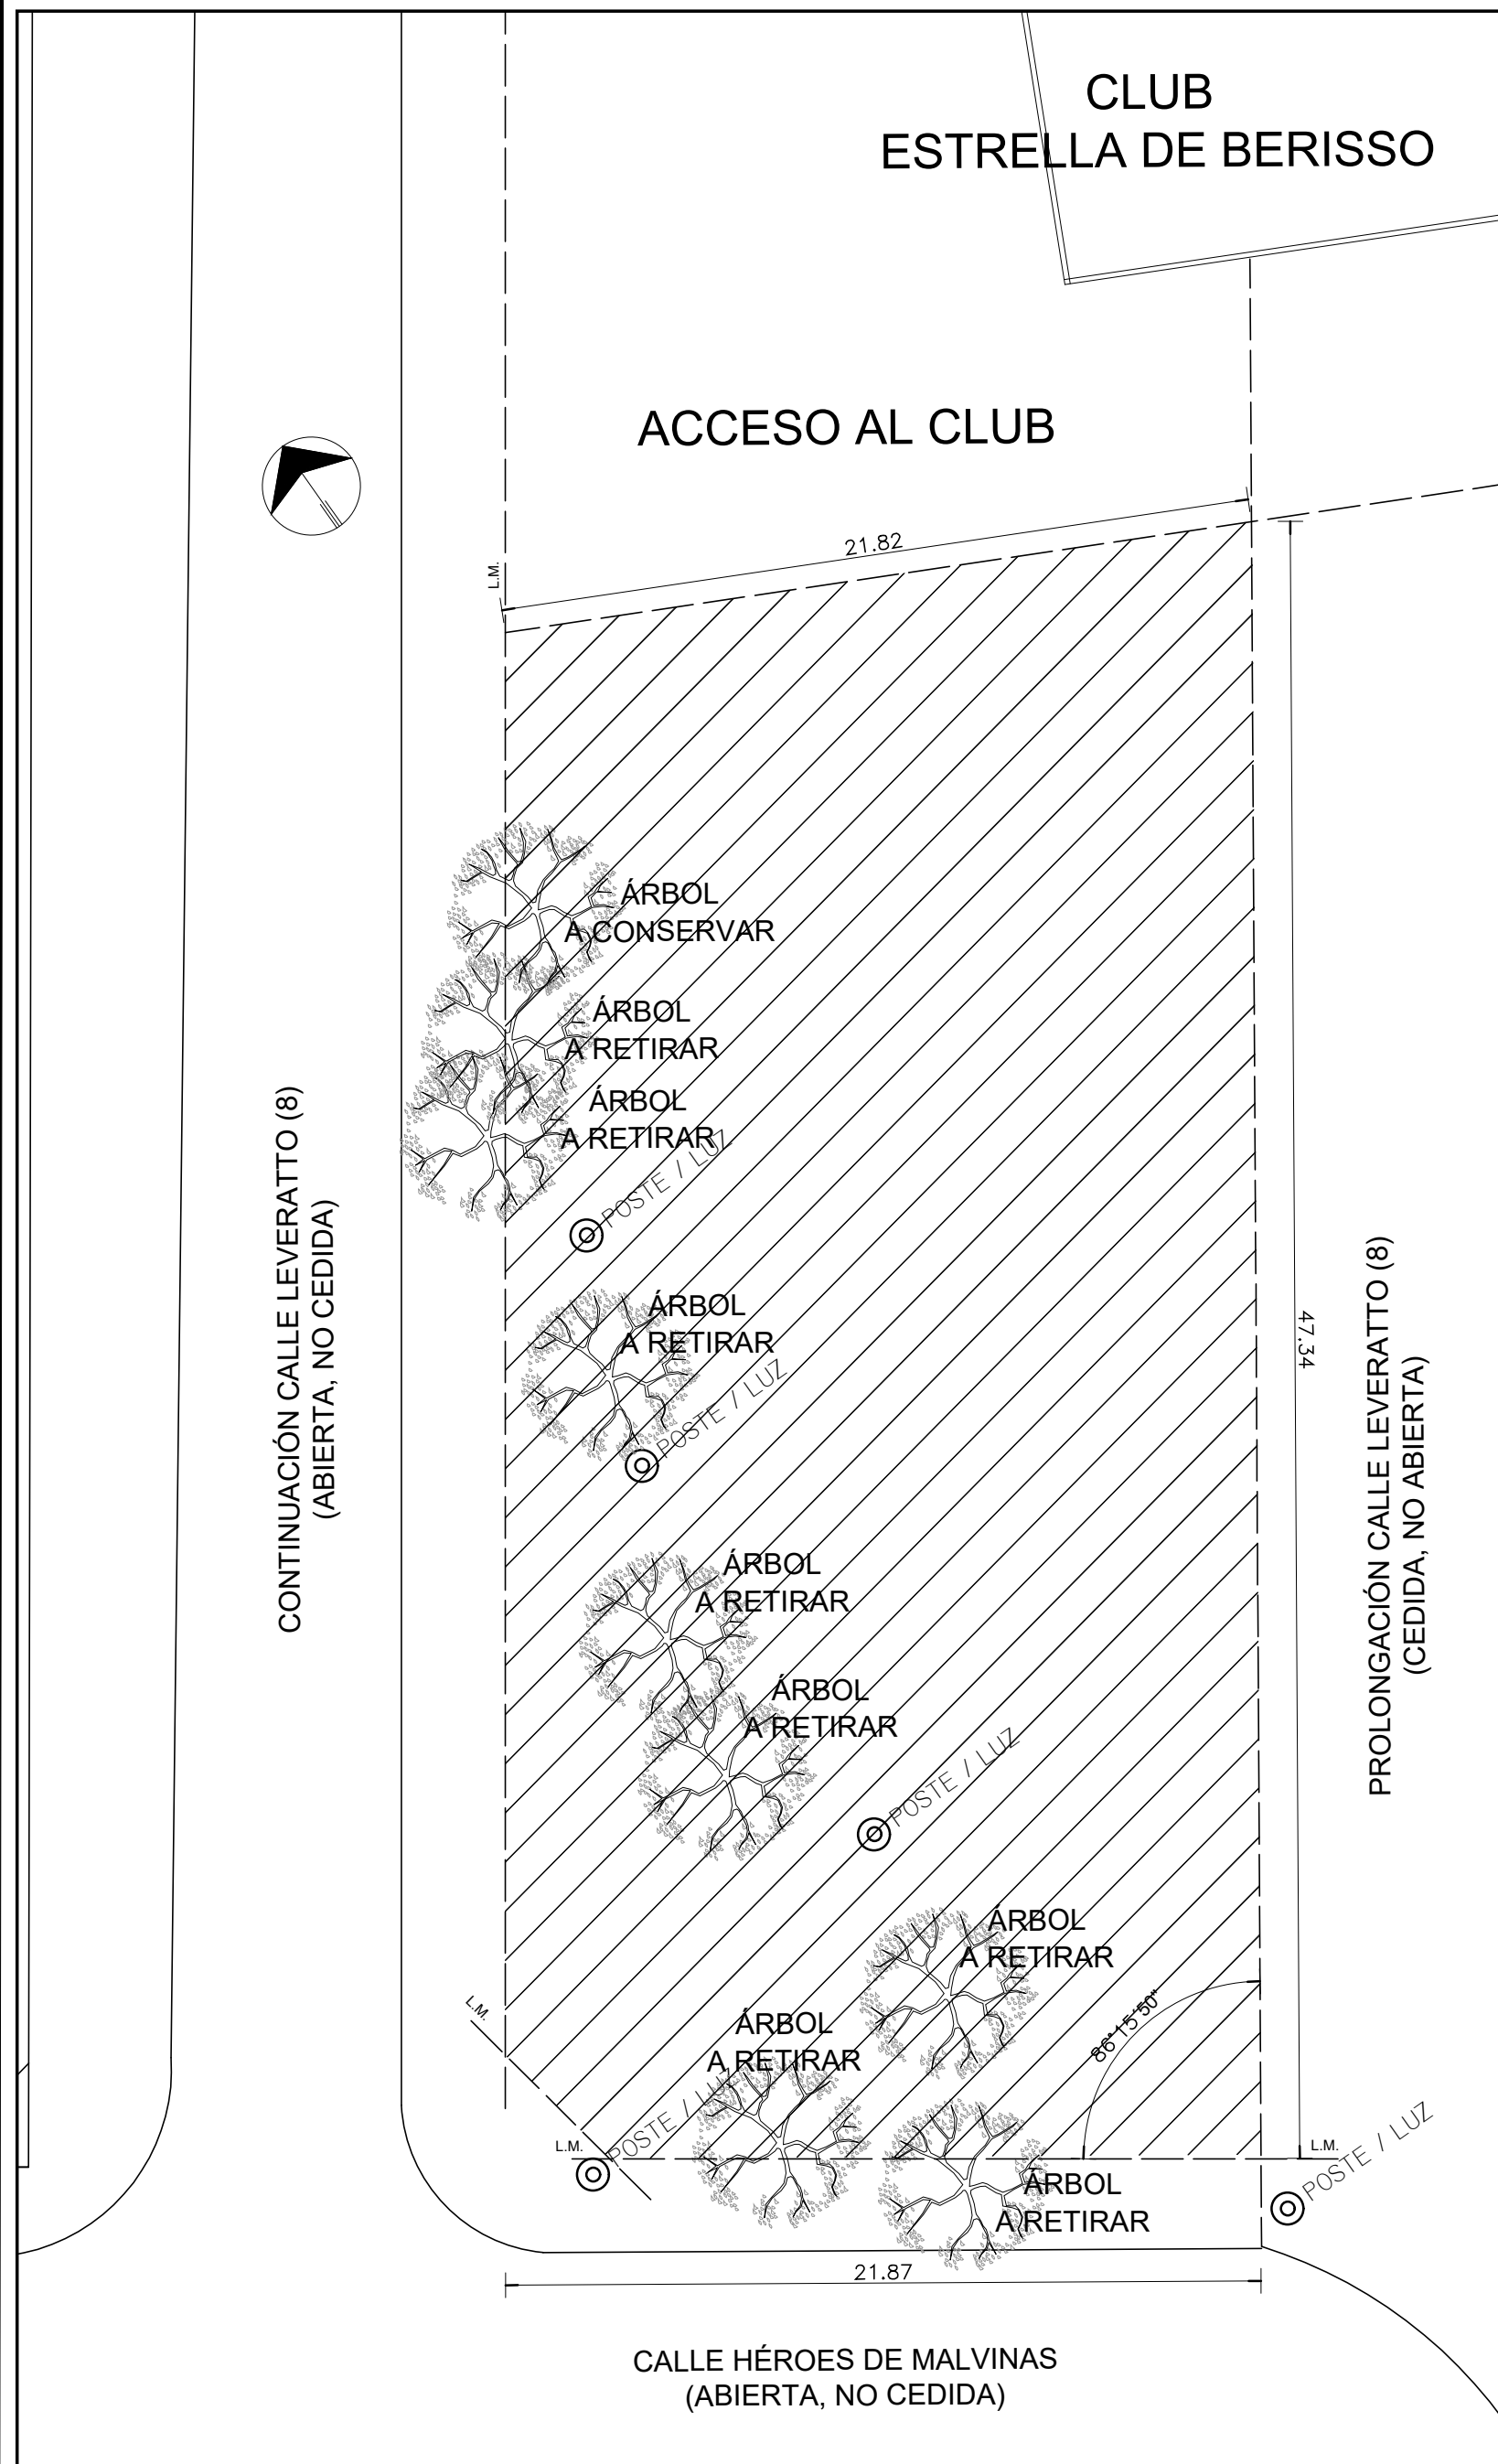 CLUB
ESTRELLA DE BERISSO
ACCESO AL CLUB
21.82
L.M.
ÁRBOL
A CONSERVAR
ÁRBOL
A RETIRAR
ÁRBOL
A RETIRAR
POSTE / LUZ
CONTINUACIÓN CALLE LEVERATTO (8)
(ABIERTA, NO CEDIDA)
ÁRBOL
A RETIRAR
POSTE / LUZ
47.34
PROLONGACIÓN CALLE LEVERATTO (8)
(CEDIDA, NO ABIERTA)
ÁRBOL
A RETIRAR
ÁRBOL
A RETIRAR
POSTE / LUZ
ÁRBOL
A RETIRAR
L.M.
86°15'50"
ÁRBOL
A RETIRAR
POSTE / LUZ
L.M.
L.M.
POSTE / LUZ
ÁRBOL
A RETIRAR
21.87
CALLE HÉROES DE MALVINAS
(ABIERTA, NO CEDIDA)